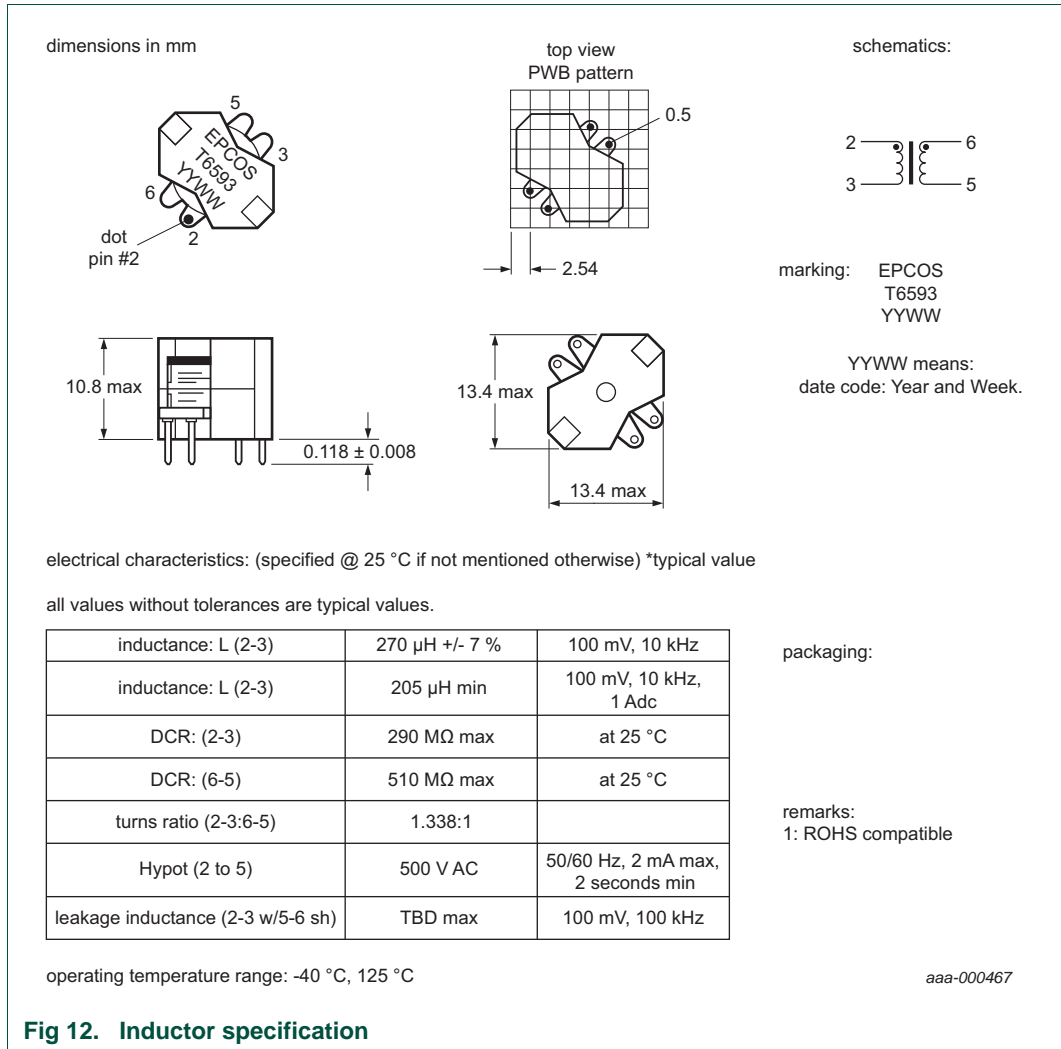 dimensions in mm
5
3
EPCOS
T6593
YYWW
6
2
dot
pin #2
top view
PWB pattern
0.5
2.54
schematics:
2
6
3
5
marking: EPCOS
T6593
YYWW
YYWW means:
date code: Year and Week.
10.8 max
0.118 ± 0.008
13.4 max
13.4 max
electrical characteristics: (specified @ 25 °C if not mentioned otherwise) *typical value
all values without tolerances are typical values.
inductance: L (2-3) 270 μH +/- 7 % 100 mV, 10 kHz
inductance: L (2-3) 205 μH min 100 mV, 10 kHz,
1 Adc
DCR: (2-3) 290 MΩ max at 25 °C
DCR: (6-5) 510 MΩ max at 25 °C
turns ratio (2-3:6-5) 1.338:1
Hypot (2 to 5) 500 V AC 50/60 Hz, 2 mA max,
2 seconds min
leakage inductance (2-3 w/5-6 sh) TBD max 100 mV, 100 kHz
packaging:
remarks:
1: ROHS compatible
operating temperature range: -40 °C, 125 °C
aaa-000467
Fig 12. Inductor specification